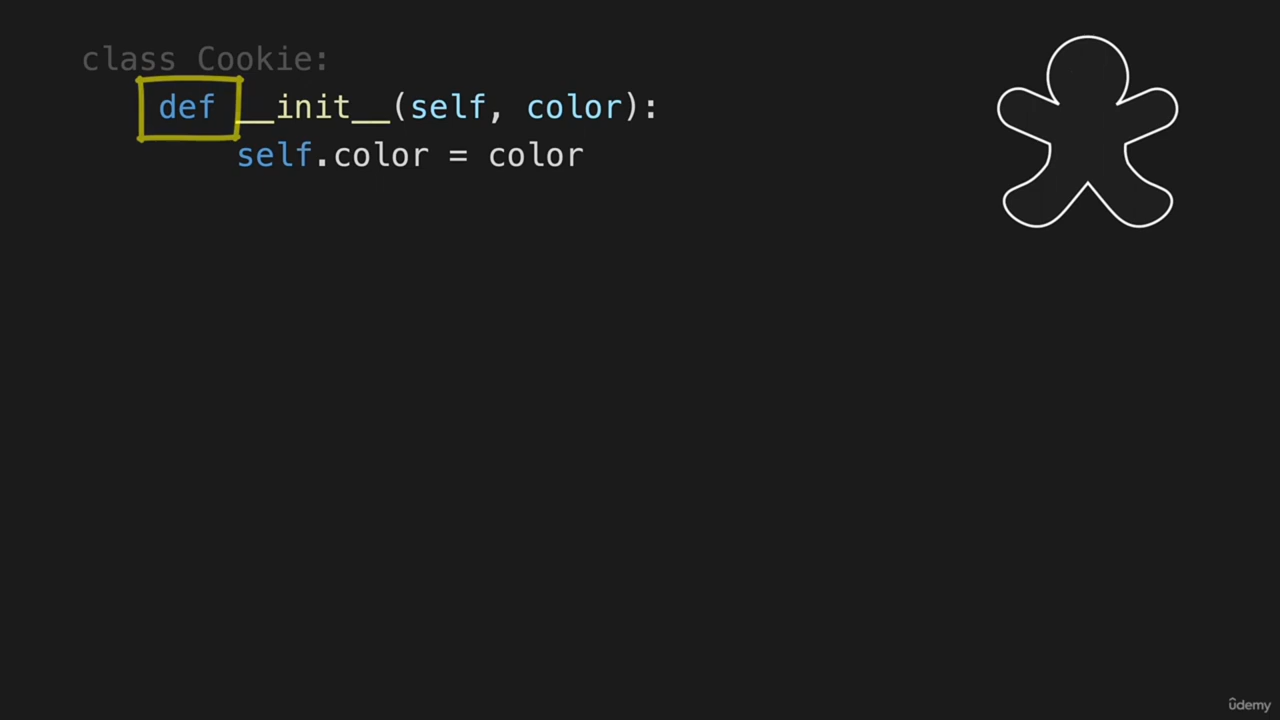 class Cookie:
def __init__(self, color):
self.color = color
ûdemy